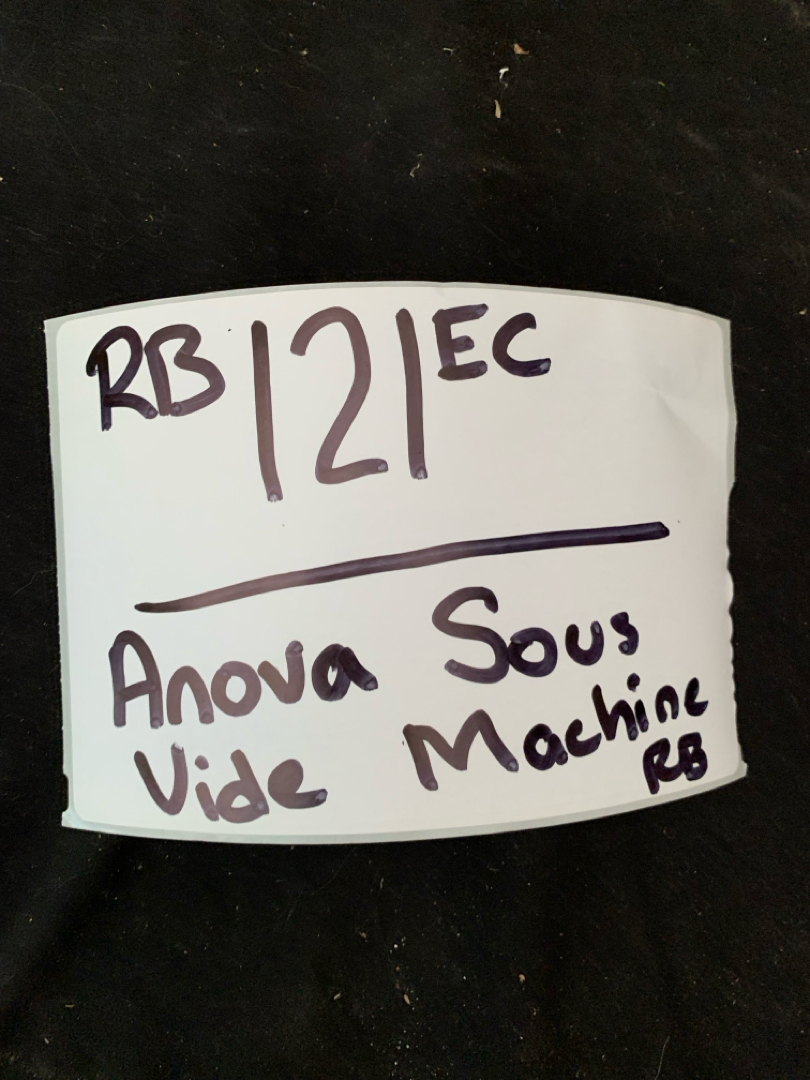 RB 121 EC
Anova Sous
Vide Machine
RB